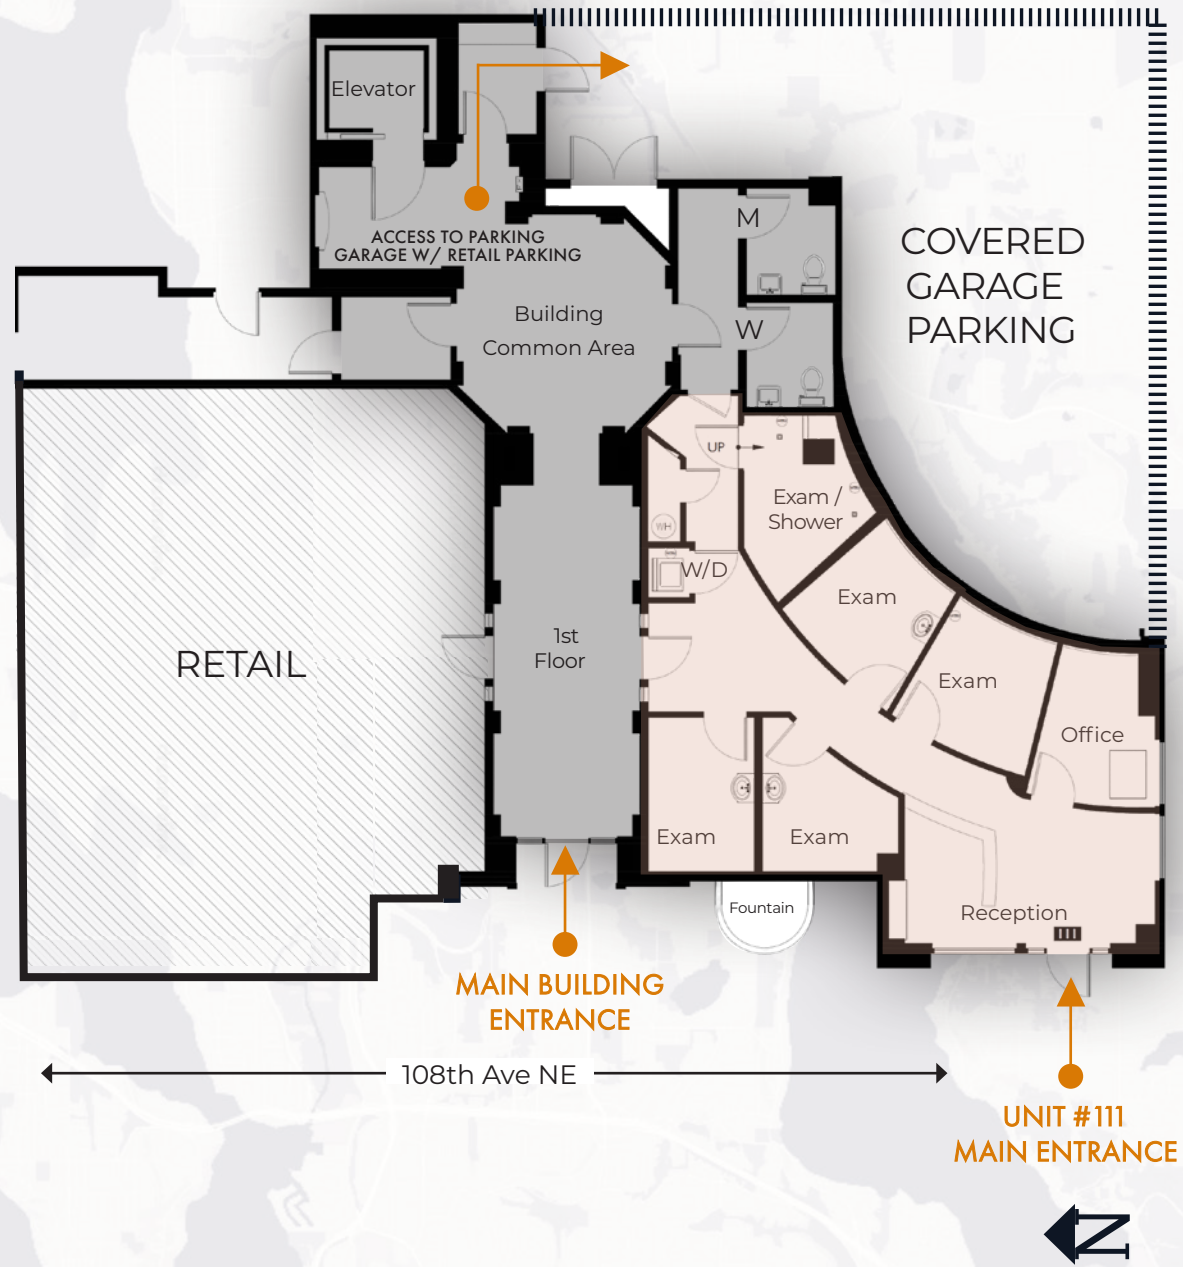 Elevator
ACCESS TO PARKING
GARAGE W/ RETAIL PARKING
M
W
COVERED
GARAGE
PARKING
Building
Common Area
UP
Exam /
Shower
WH
W/D
Exam
1st
Floor
RETAIL
Exam
Office
Exam
Exam
Fountain
Reception
111
MAIN BUILDING
ENTRANCE
108th Ave NE
UNIT #111
MAIN ENTRANCE
N